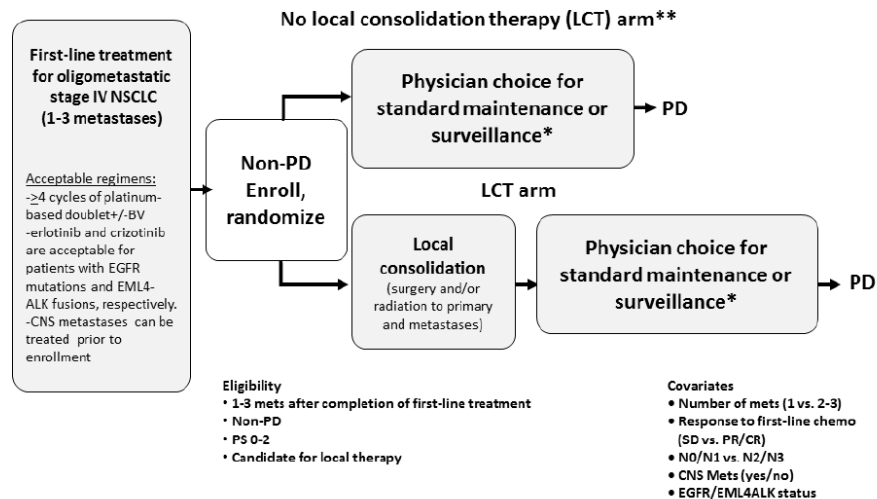 No local consolidation therapy (LCT) arm**
First-line treatment
for oligometastatic
stage IV NSCLC
(1-3 metastases)
Acceptable regimens:
->4 cycles of platinum-
based doublet+/-BV
-erlotinib and crizotinib
are acceptable for
patients with EGFR
mutations and EML4-
ALK fusions, respectively.
-CNS metastases can be
treated prior to
enrollment
Non-PD
Enroll,
randomize
Physician choice for
standard maintenance or
surveillance*
PD
LCT arm
Local
consolidation
(surgery and/or
radiation to primary
and metastases)
Physician choice for
standard maintenance or
surveillance*
PD
Eligibility
• 1-3 mets after completion of first-line treatment
• Non-PD
• PS 0-2
• Candidate for local therapy
Covariates
● Number of mets (1 vs. 2-3)
● Response to first-line chemo
(SD vs. PR/CR)
● N0/N1 vs. N2/N3
● CNS Mets (yes/no)
● EGFR/EML4ALK status